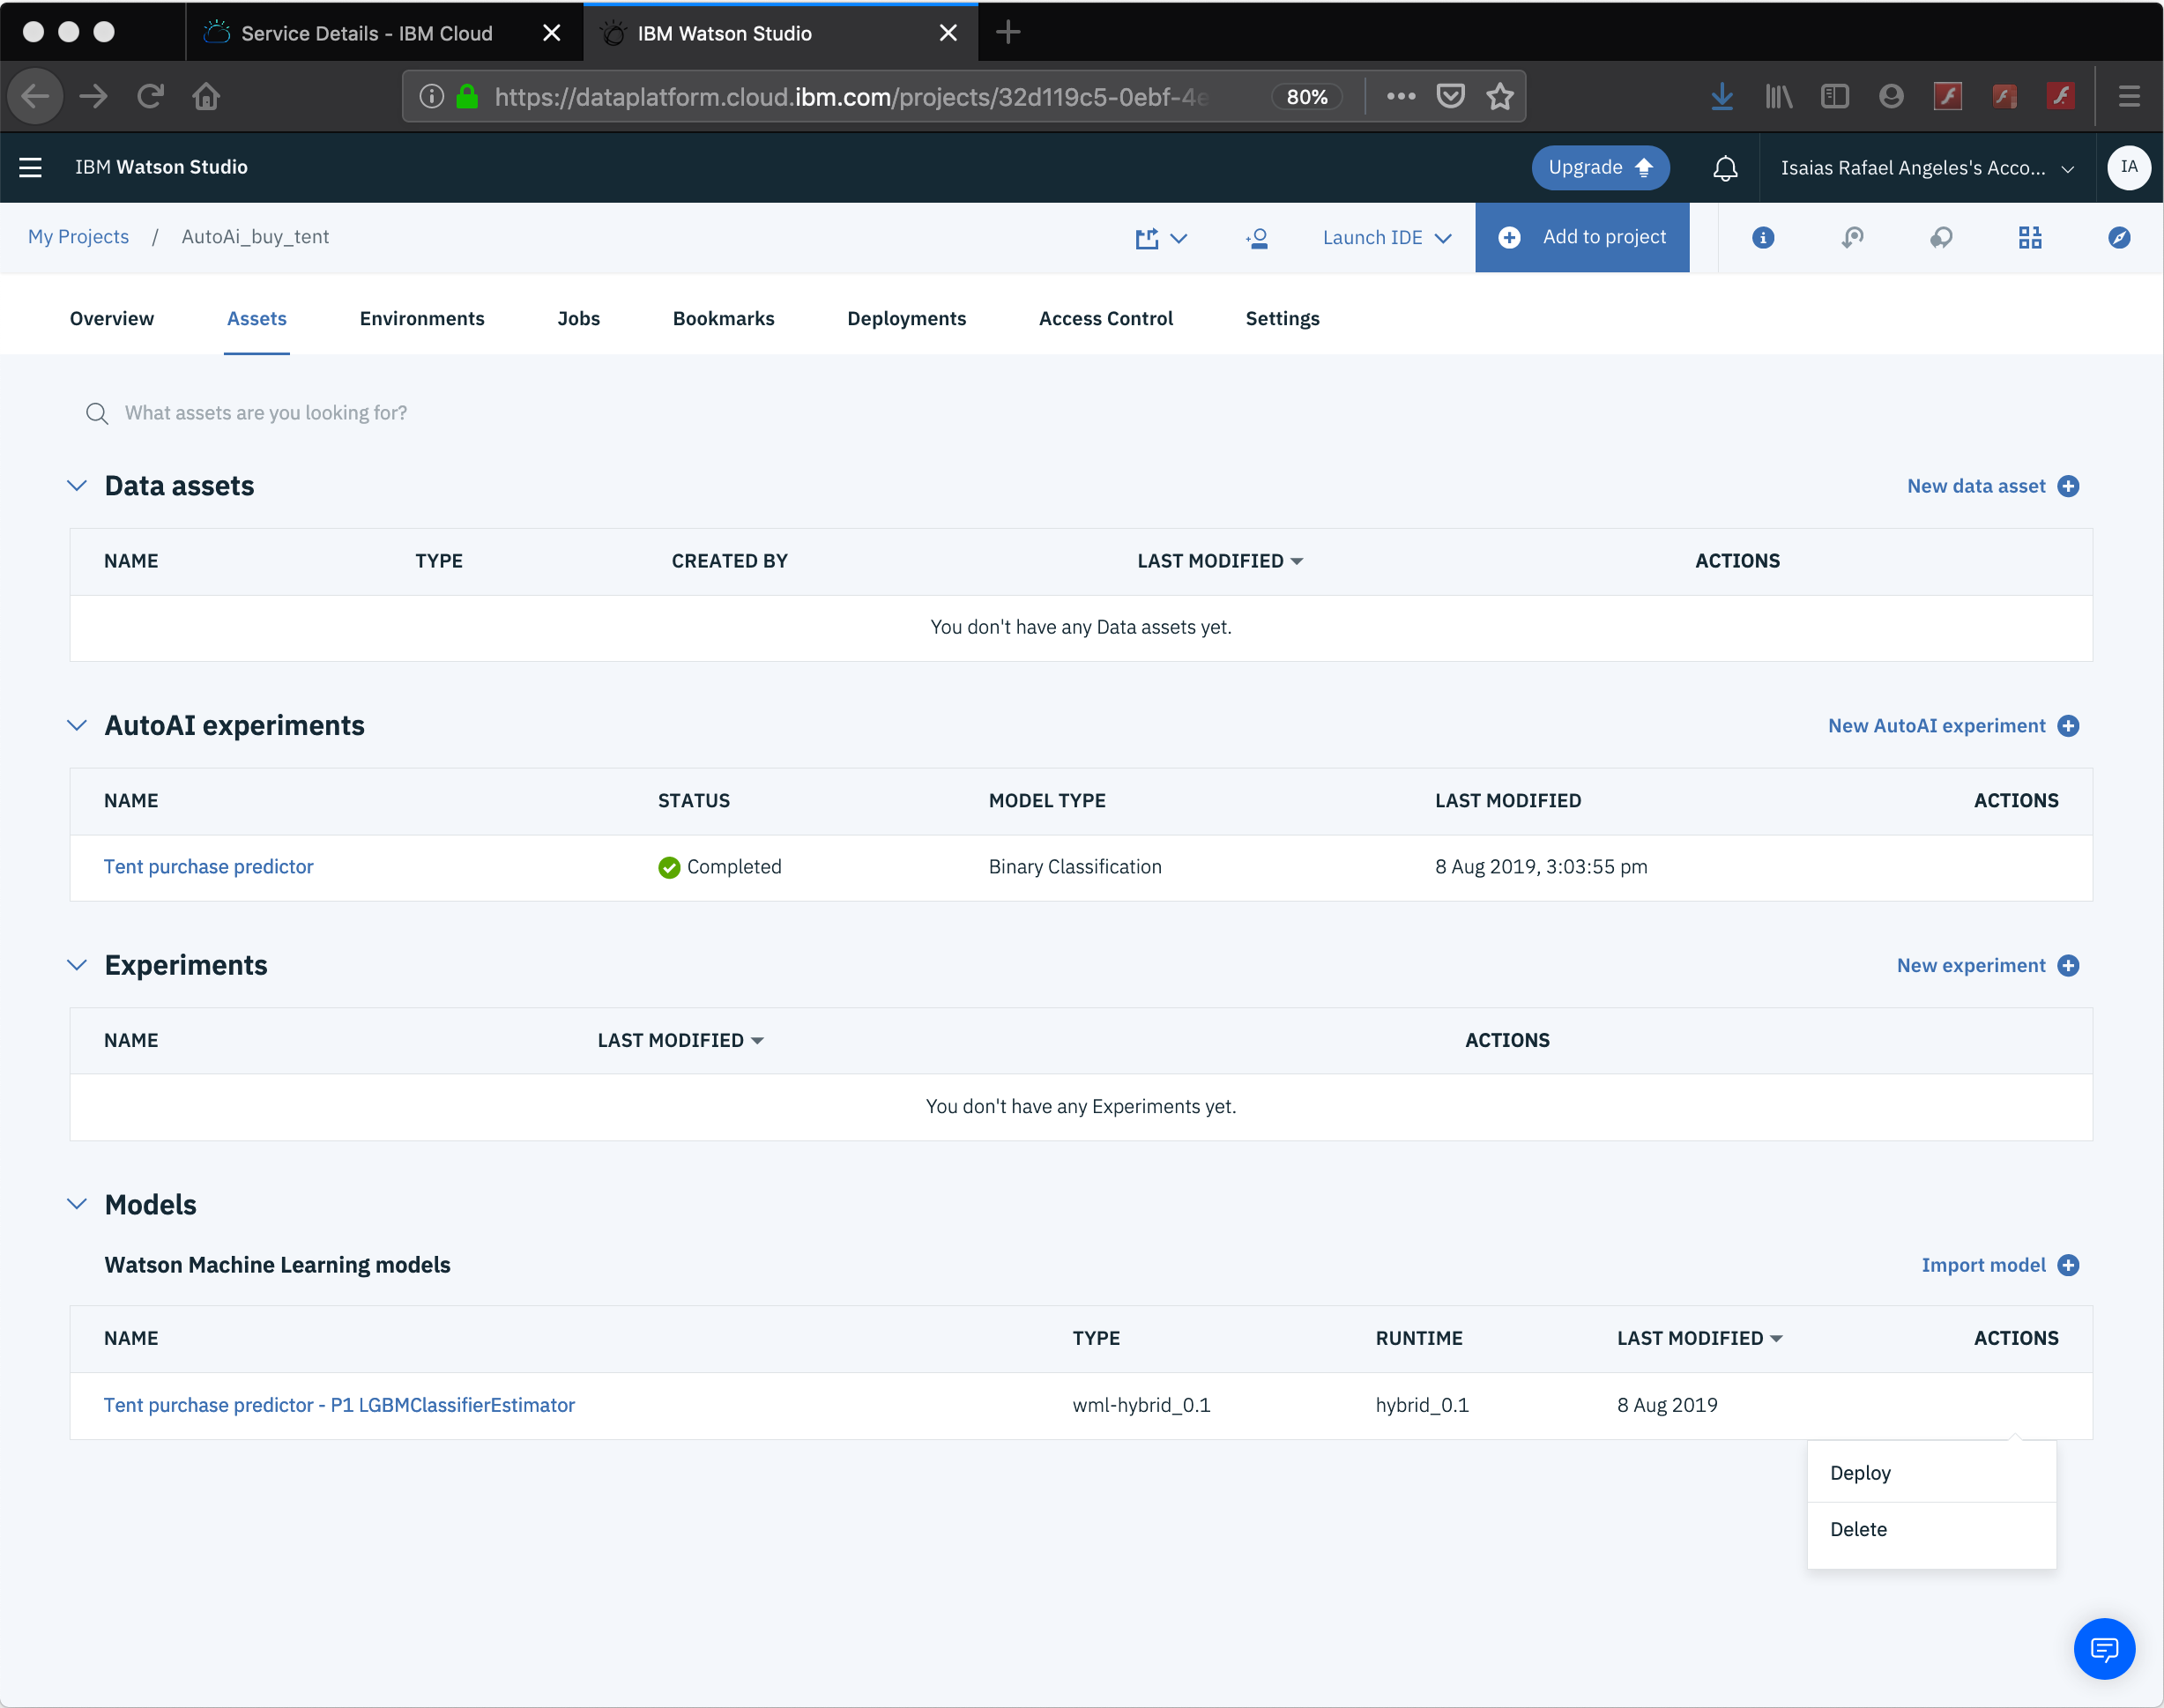 Service Details - IBM Cloud
IBM Watson Studio
https://dataplatform.cloud.ibm.com/projects/32d119c5-0ebf-4e
80%
IBM Watson Studio
Upgrade
Isaias Rafael Angeles's Acco...
IA
My Projects / AutoAi_buy_tent
Launch IDE
Add to project
Overview
Assets
Environments
Jobs
Bookmarks
Deployments
Access Control
Settings
What assets are you looking for?
Data assets
New data asset
NAME TYPE CREATED BY LAST MODIFIED ACTIONS
You don't have any Data assets yet.
AutoAI experiments
New AutoAI experiment
NAME STATUS MODEL TYPE LAST MODIFIED ACTIONS
Tent purchase predictor Completed Binary Classification 8 Aug 2019, 3:03:55 pm
Experiments
New experiment
NAME LAST MODIFIED ACTIONS
You don't have any Experiments yet.
Models
Watson Machine Learning models
Import model
NAME TYPE RUNTIME LAST MODIFIED ACTIONS
Tent purchase predictor - P1 LGBMClassifierEstimator wml-hybrid_0.1 hybrid_0.1 8 Aug 2019
Deploy
Delete